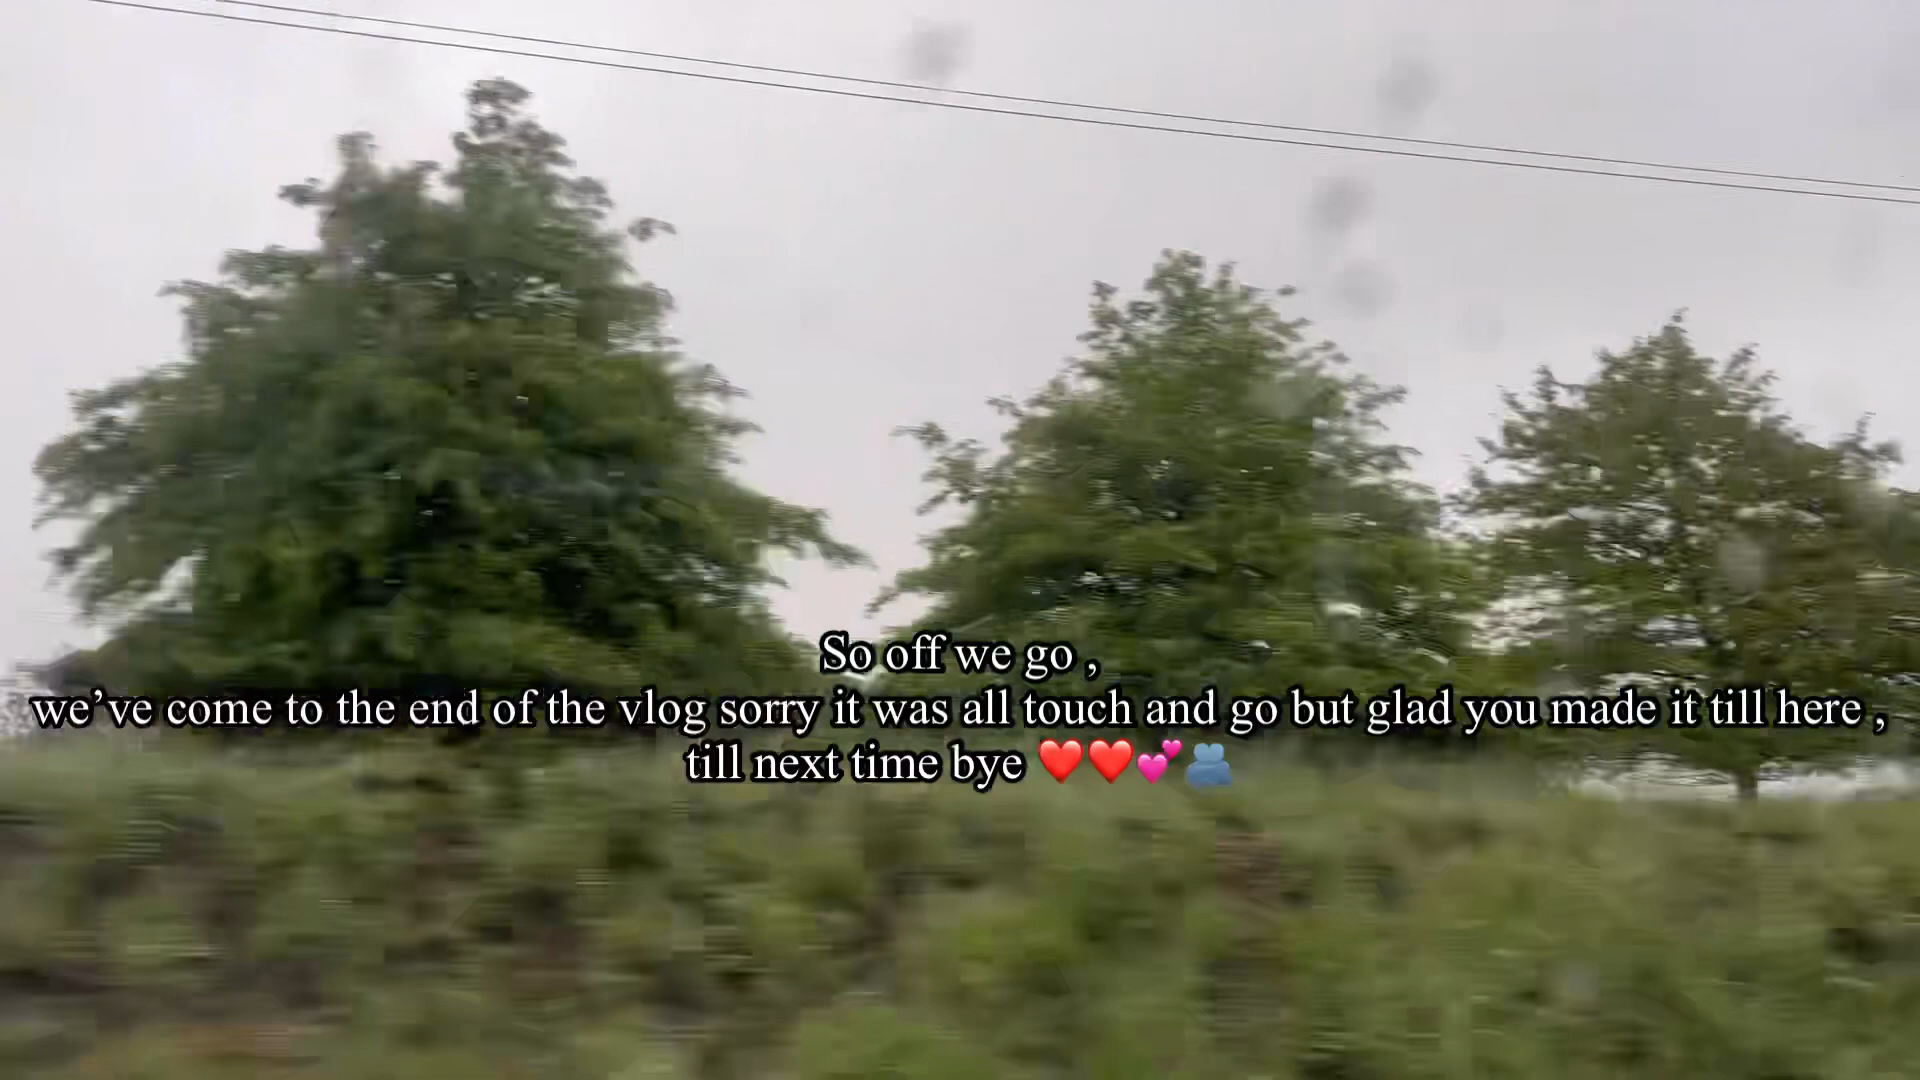 So off we go ,
we’ve come to the end of the vlog sorry it was all touch and go but glad you made it till here ,
till next time bye ❤️❤️💕🫂